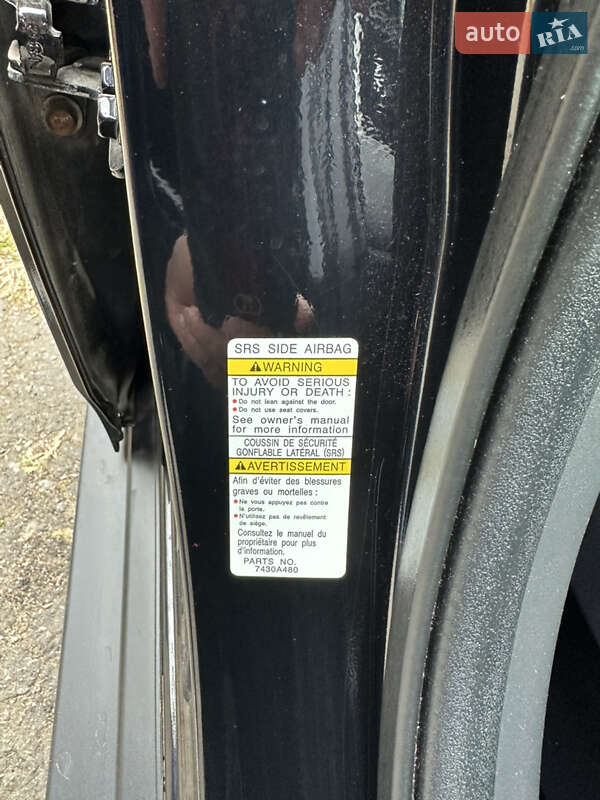 auto RIA
.com
SRS SIDE AIRBAG
WARNING
TO AVOID SERIOUS
INJURY OR DEATH :
● Do not lean against the door.
● Do not use seat covers.
See owner's manual
for more information
COUSSIN DE SÉCURITÉ
GONFLABLE LATÉRAL (SRS)
AVERTISSEMENT
Afin d'éviter des blessures
graves ou mortelles :
● Ne vous appuyez pas contre
la porte.
● N'utilisez pas de revêtement
de siège.
Consultez le manuel du
propriétaire pour plus
d'information.
PARTS NO.
7430A480